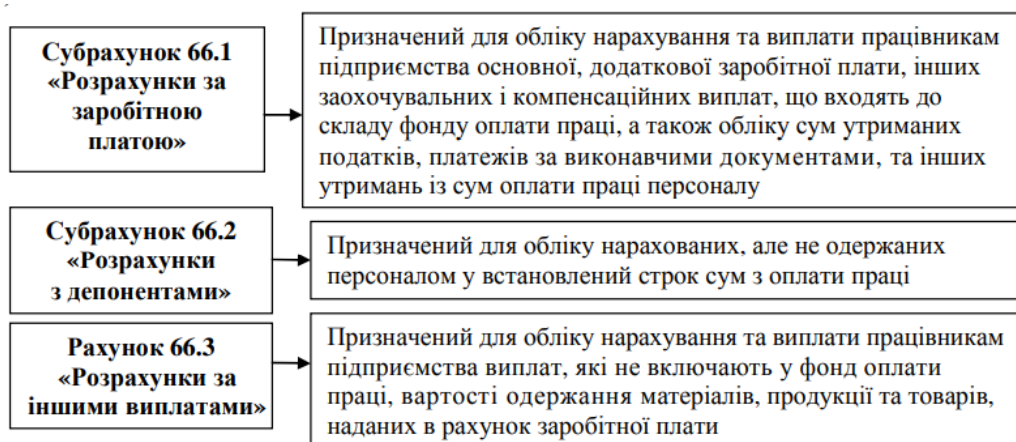 Субрахунок 66.1
«Розрахунки за
заробітною
платою»
Призначений для обліку нарахування та виплати працівникам
підприємства основної, додаткової заробітної плати, інших
заохочувальних і компенсаційних виплат, що входять до
складу фонду оплати праці, а також обліку сум утриманих
податків, платежів за виконавчими документами, та інших
утримань із сум оплати праці персоналу
Субрахунок 66.2
«Розрахунки
з депонентами»
Призначений для обліку нарахованих, але не одержаних
персоналом у встановлений строк сум з оплати праці
Рахунок 66.3
«Розрахунки за
іншими виплатами»
Призначений для обліку нарахування та виплати працівникам
підприємства виплат, які не включають у фонд оплати
праці, вартості одержання матеріалів, продукції та товарів,
наданих в рахунок заробітної плати